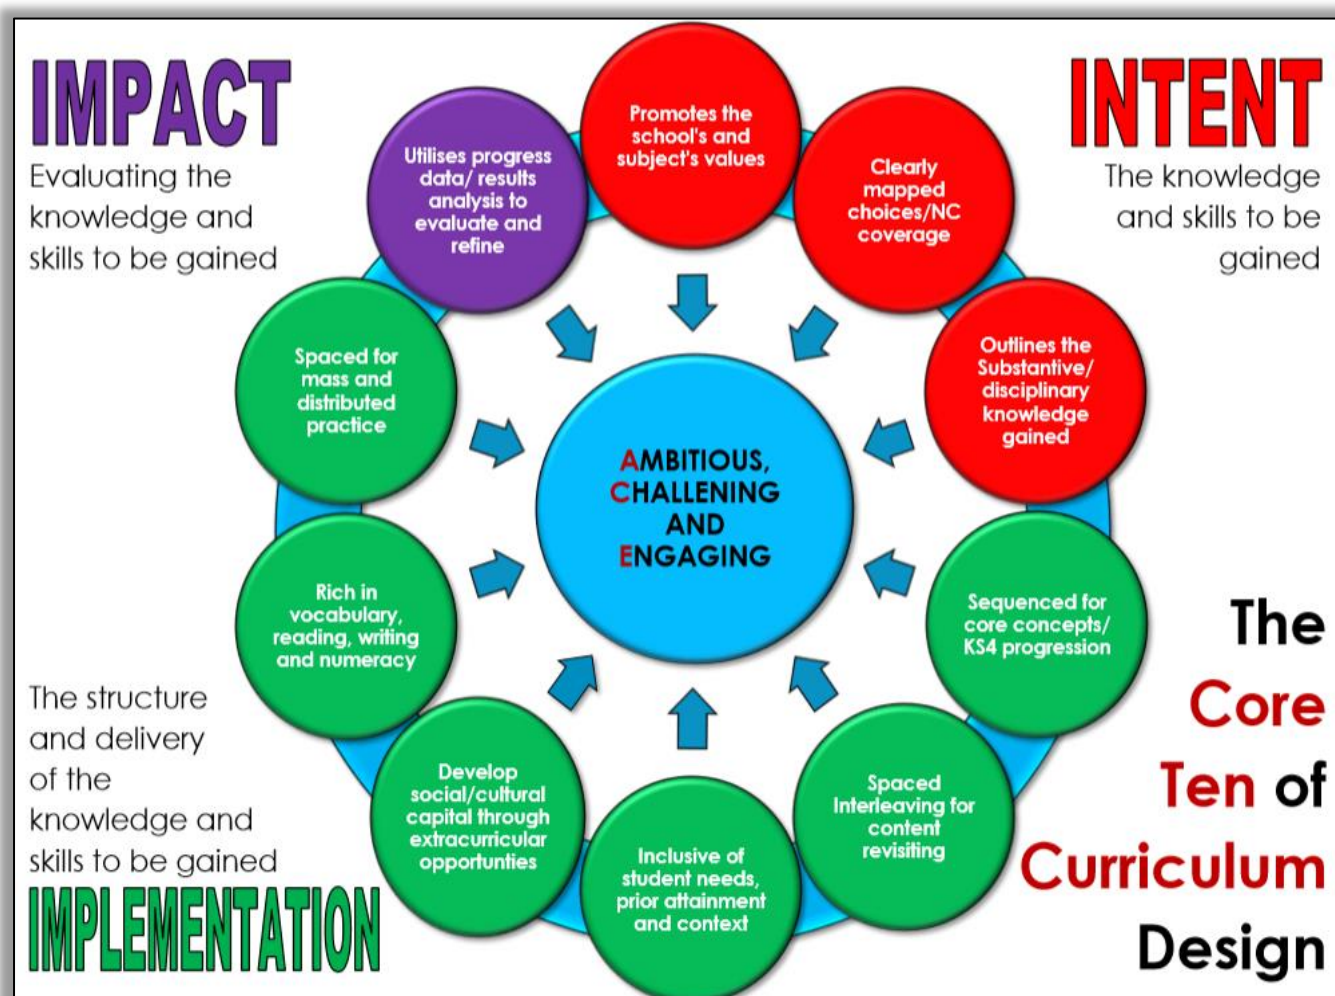 IMPACT
Evaluating the
knowledge and
skills to be gained
INTENT
The knowledge
and skills to be
gained
Promotes the
school's and
subject's values
Clearly
mapped
choices/NC
coverage
Outlines the
Substantive/
disciplinary
knowledge
gained
Sequenced for
core concepts/
KS4 progression
Spaced
Interleaving for
content
revisiting
Inclusive of
student needs,
prior attainment
and context
Develop
social/cultural
capital through
extracurricular
opportunties
Rich in
vocabulary,
reading, writing
and numeracy
Spaced for
mass and
distributed
practice
Utilises progress
data/ results
analysis to
evaluate and
refine
AMBITIOUS,
CHALLENING
AND
ENGAGING
The structure
and delivery
of the
knowledge and
skills to be gained
IMPLEMENTATION
The
Core
Ten of
Curriculum
Design